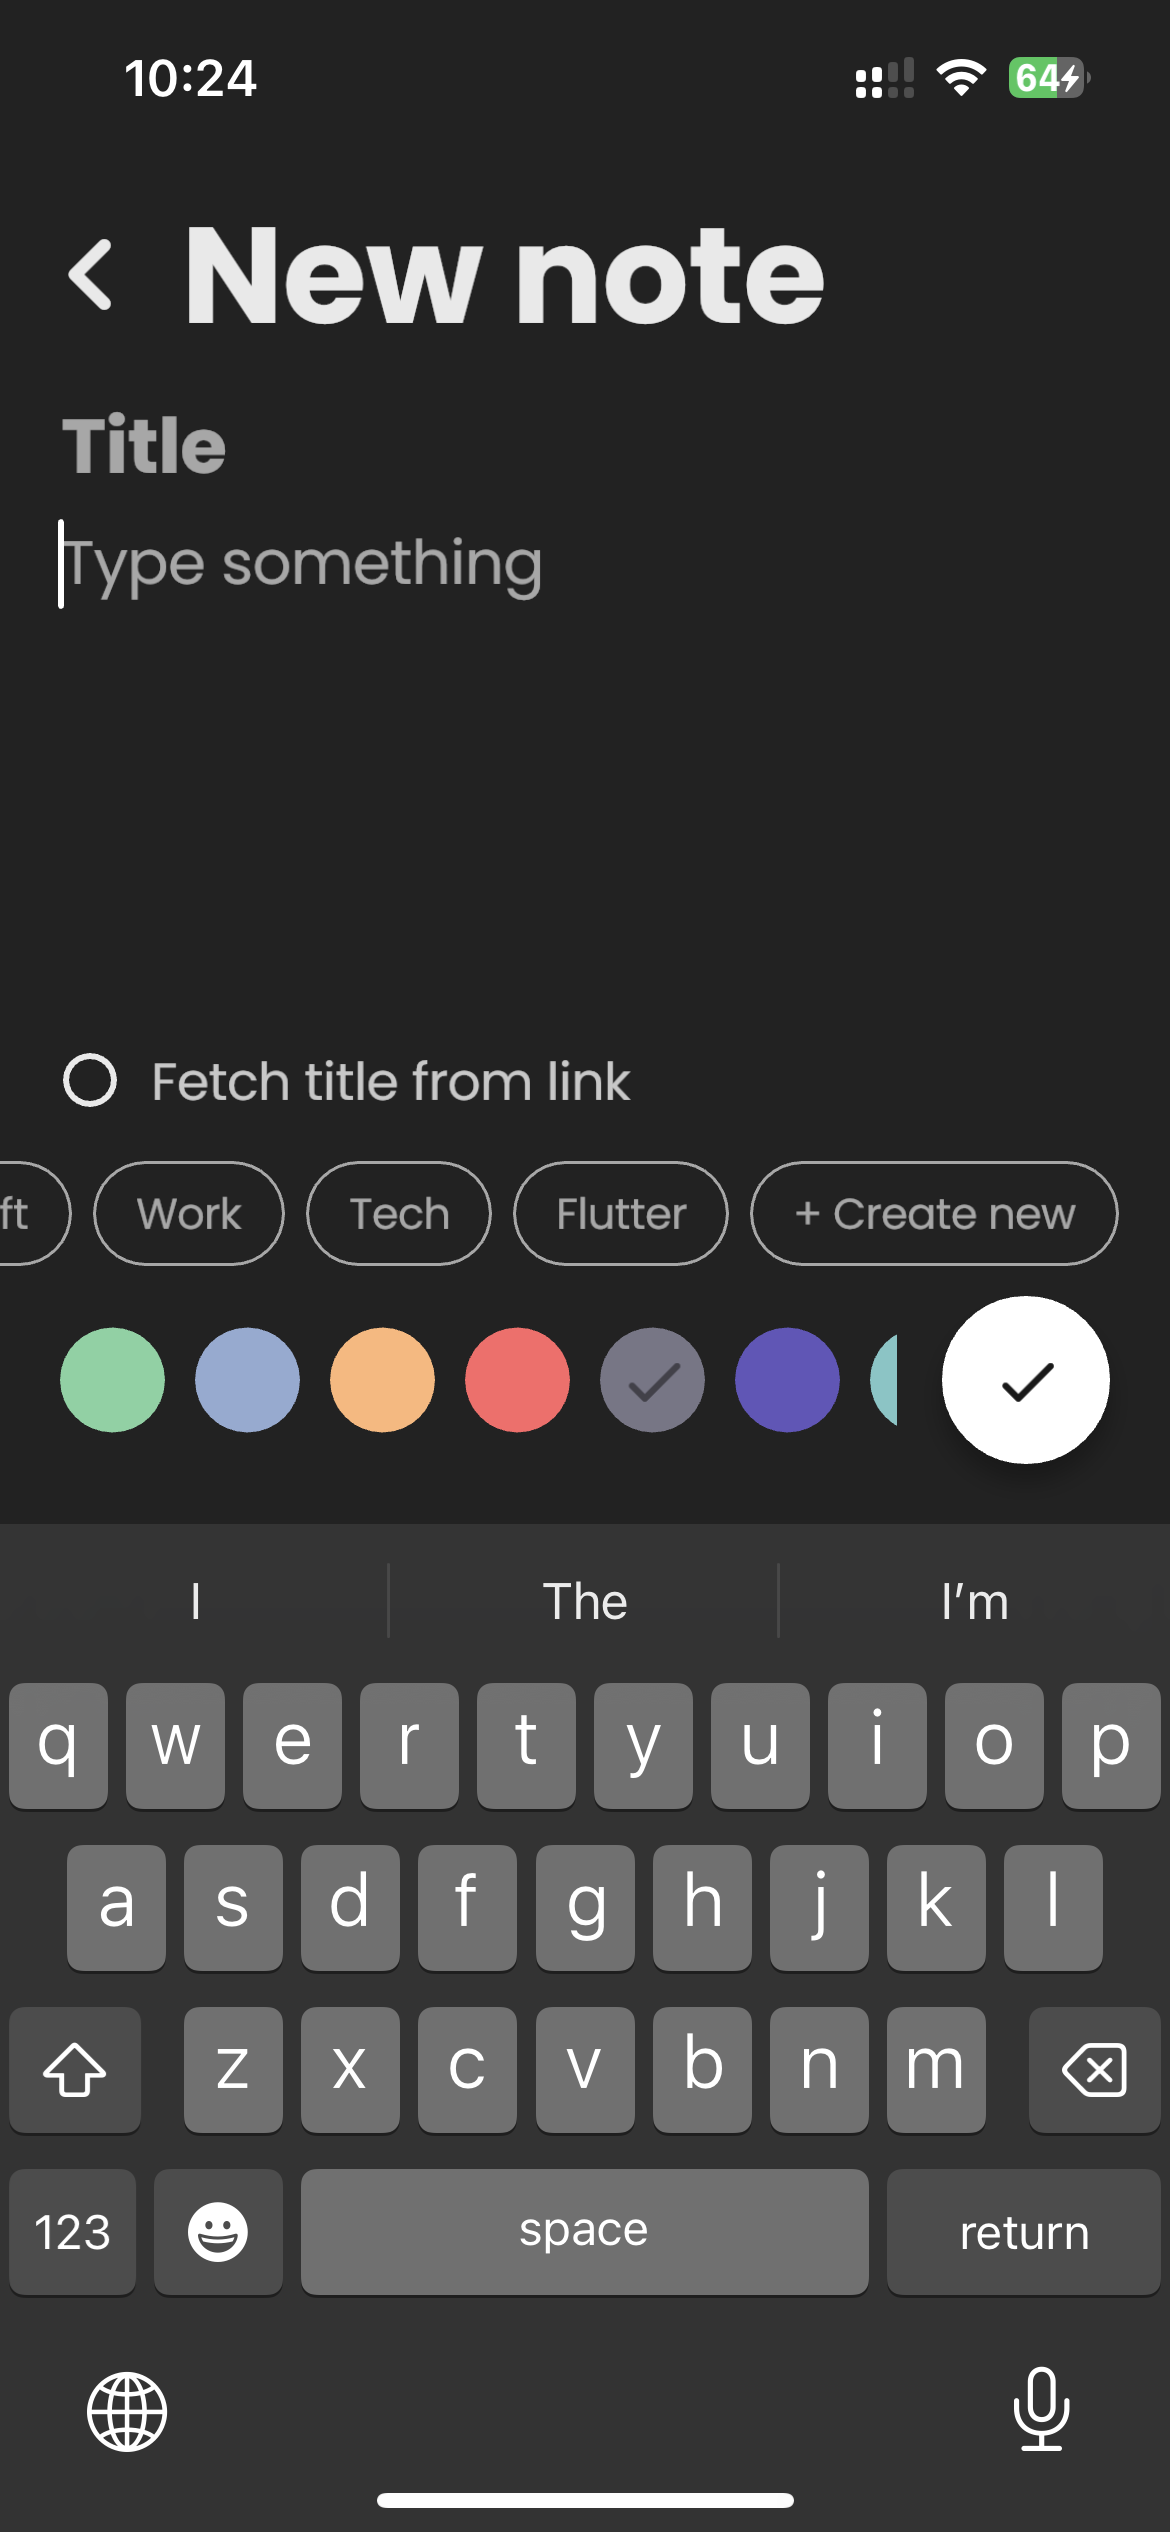 10:24
64
New note
Title
Type something
Fetch title from link
ft Work Tech Flutter + Create new
I The I’m
q w e r t y u i o p
a s d f g h j k l
z x c v b n m
123 space return